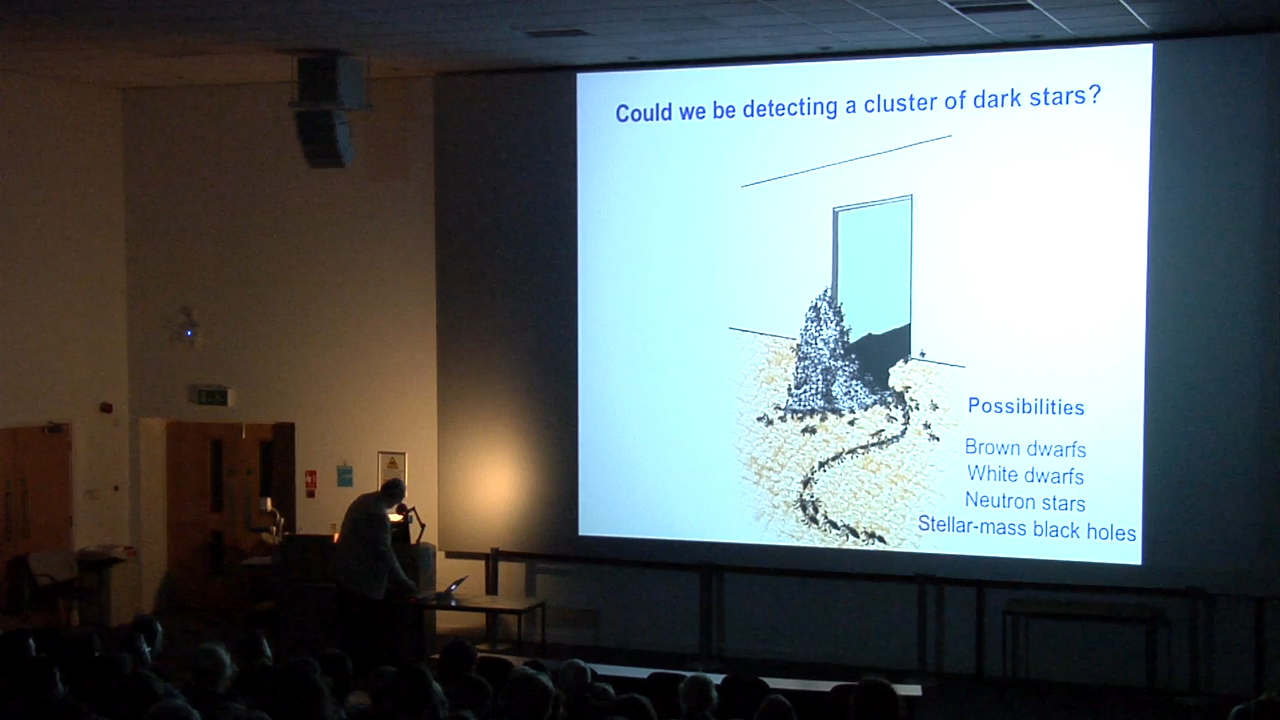 Could we be detecting a cluster of dark stars?
Possibilities
Brown dwarfs
White dwarfs
Neutron stars
Stellar-mass black holes